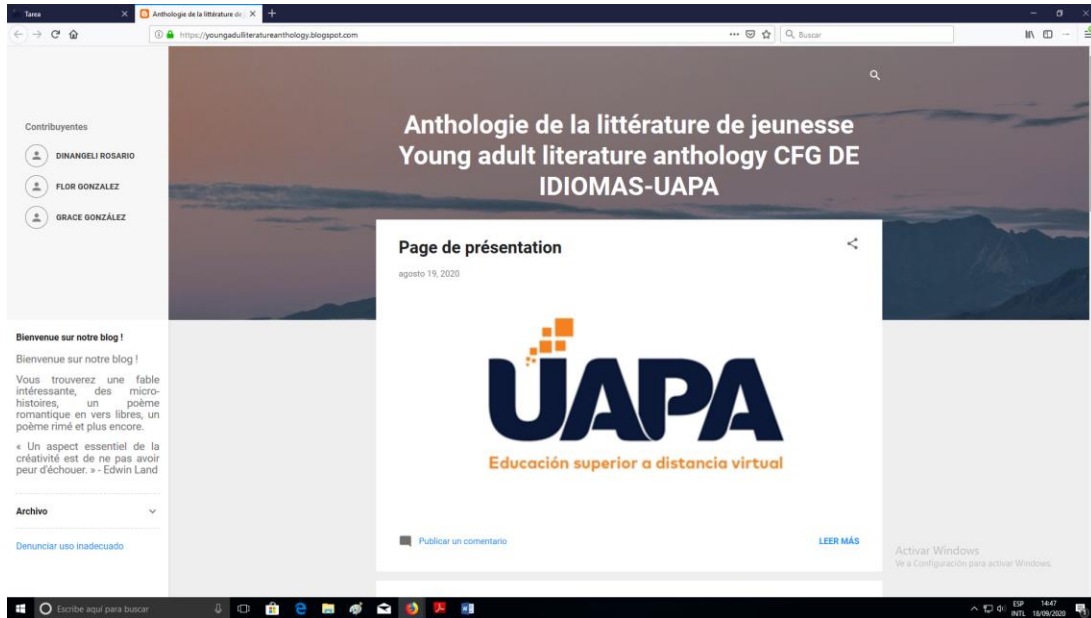 Tarea
Anthologie de la littérature de j
https://youngadulliteratureanthology.blogspot.com
Buscar
Contribuyentes
DINANGELI ROSARIO
FLOR GONZALEZ
GRACE GONZÁLEZ
Anthologie de la littérature de jeunesse
Young adult literature anthology CFG DE
IDIOMAS-UAPA
Page de présentation
agosto 19, 2020
UAPA
Educación superior a distancia virtual
Publicar un comentario
LEER MÁS
Bienvenue sur notre blog !
Bienvenue sur notre blog !
Vous trouverez une fable
intéressante, des micro-
histoires, un poème
romantique en vers libres, un
poème rimé et plus encore.
« Un aspect essentiel de la
créativité est de ne pas avoir
peur d'échouer. » - Edwin Land
Archivo
Denunciar uso inadecuado
Activar Windows
Ve a Configuración para activar Windows.
Escribe aquí para buscar
ESP
INTL
14:47
18/09/2020